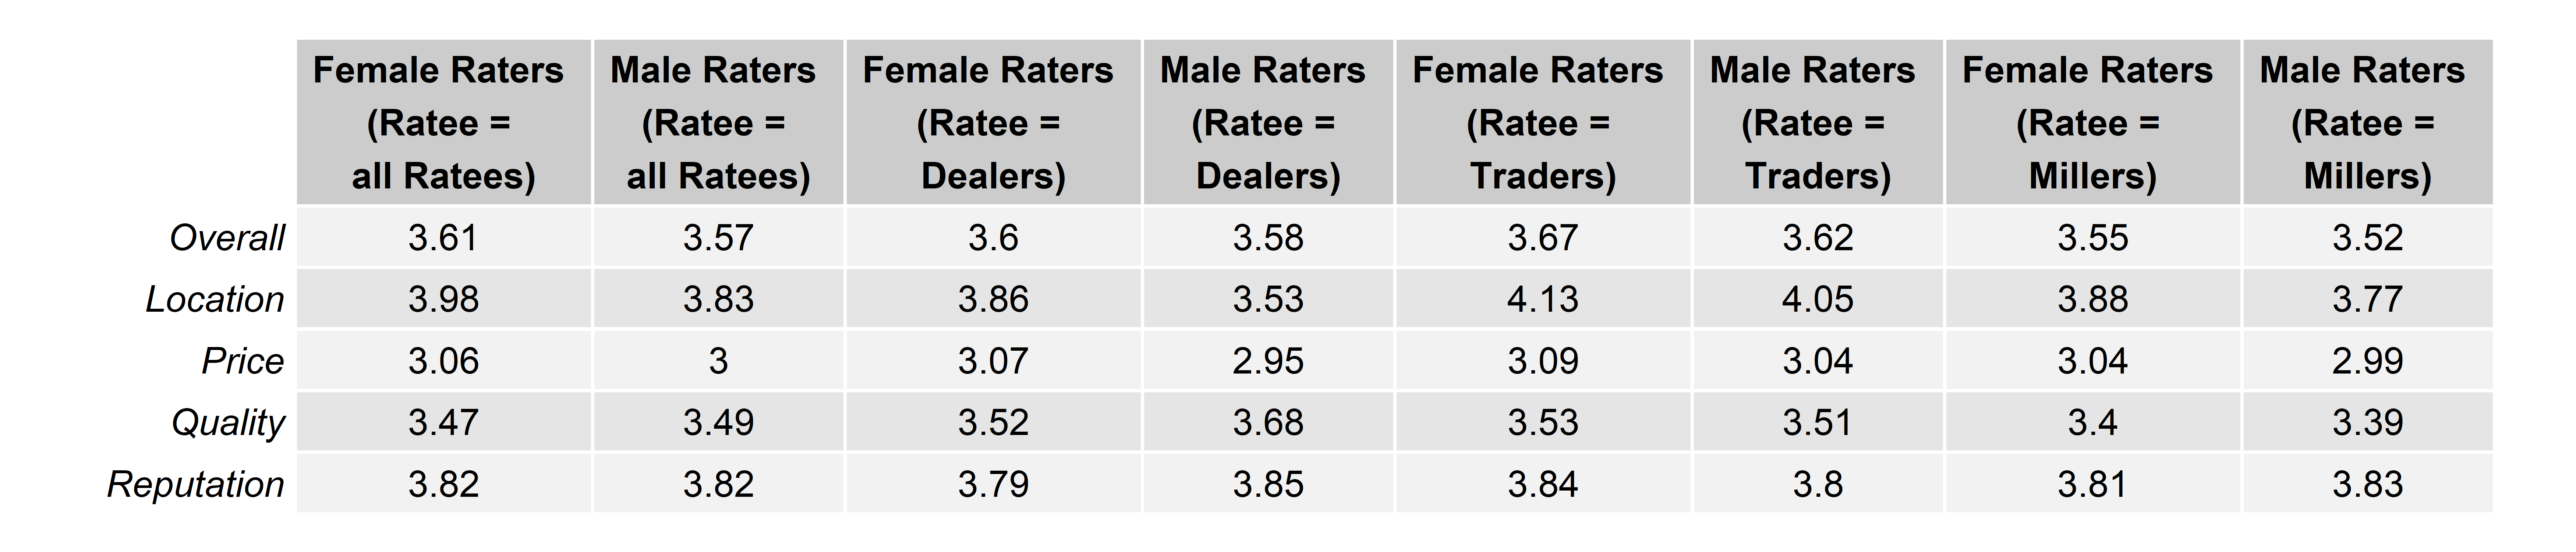 Female Raters Male Raters Female Raters Male Raters Female Raters Male Raters Female Raters Male Raters
(Ratee = (Ratee = (Ratee = (Ratee = (Ratee = (Ratee = (Ratee = (Ratee =
all Ratees) all Ratees) Dealers) Dealers) Traders) Traders) Millers) Millers)
Overall 3.61 3.57 3.6 3.58 3.67 3.62 3.55 3.52
Location 3.98 3.83 3.86 3.53 4.13 4.05 3.88 3.77
Price 3.06 3 3.07 2.95 3.09 3.04 3.04 2.99
Quality 3.47 3.49 3.52 3.68 3.53 3.51 3.4 3.39
Reputation 3.82 3.82 3.79 3.85 3.84 3.8 3.81 3.83